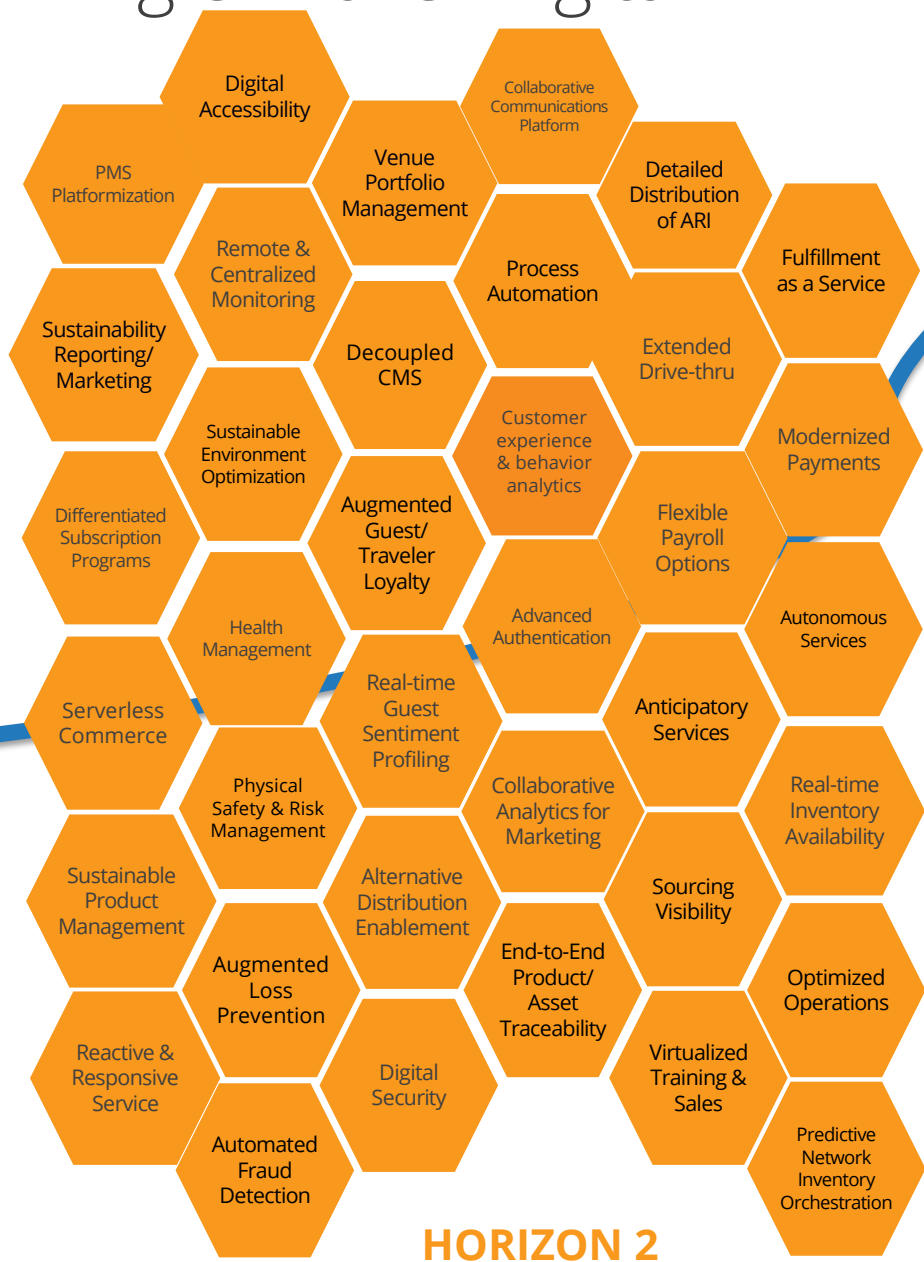 Digital
Accessibility
Collaborative
Communications
Platform
PMS
Platformization
Venue
Portfolio
Management
Detailed
Distribution
of ARI
Remote &
Centralized
Monitoring
Process
Automation
Fulfillment
as a Service
Sustainability
Reporting/
Marketing
Decoupled
CMS
Extended
Drive-thru
Sustainable
Environment
Optimization
Customer
experience
& behavior
analytics
Modernized
Payments
Differentiated
Subscription
Programs
Augmented
Guest/
Traveler
Loyalty
Flexible
Payroll
Options
Health
Management
Advanced
Authentication
Autonomous
Services
Serverless
Commerce
Real-time
Guest
Sentiment
Profiling
Anticipatory
Services
Physical
Safety & Risk
Management
Collaborative
Analytics for
Marketing
Real-time
Inventory
Availability
Sustainable
Product
Management
Alternative
Distribution
Enablement
Sourcing
Visibility
Augmented
Loss
Prevention
End-to-End
Product/
Asset
Traceability
Optimized
Operations
Reactive &
Responsive
Service
Digital
Security
Virtualized
Training &
Sales
Automated
Fraud
Detection
Predictive
Network
Inventory
Orchestration
HORIZON 2